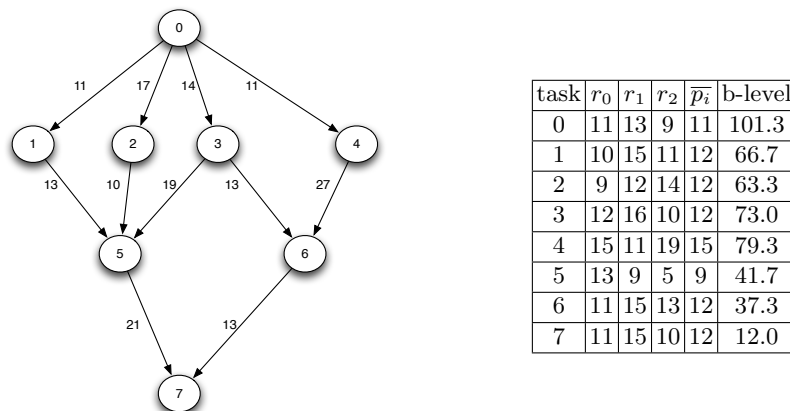 0
11 17 14 11
1 2 3 4
13 10 19 13 27
5 6
21 13
7
task r0 r1 r2 pi b-level
0 11 13 9 11 101.3
1 10 15 11 12 66.7
2 9 12 14 12 63.3
3 12 16 10 12 73.0
4 15 11 19 15 79.3
5 13 9 5 9 41.7
6 11 15 13 12 37.3
7 11 15 10 12 12.0